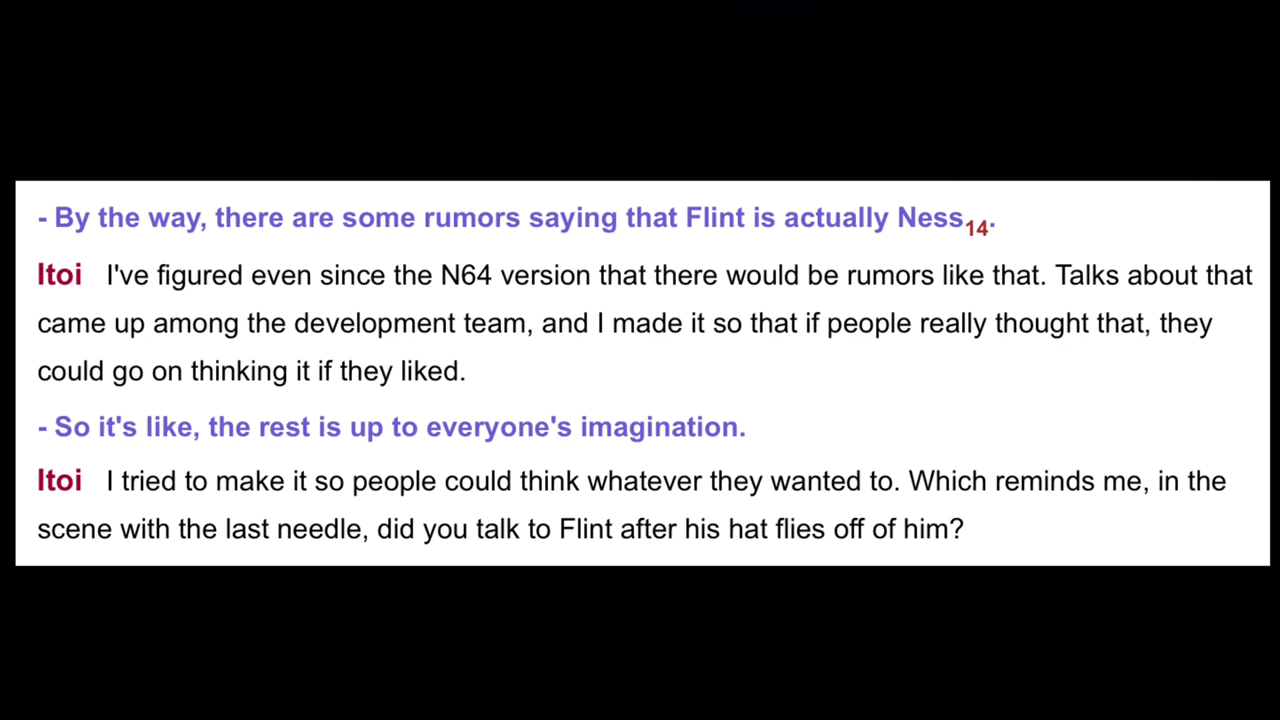 - By the way, there are some rumors saying that Flint is actually Ness14.
Itoi I've figured even since the N64 version that there would be rumors like that. Talks about that
came up among the development team, and I made it so that if people really thought that, they
could go on thinking it if they liked.
- So it's like, the rest is up to everyone's imagination.
Itoi I tried to make it so people could think whatever they wanted to. Which reminds me, in the
scene with the last needle, did you talk to Flint after his hat flies off of him?